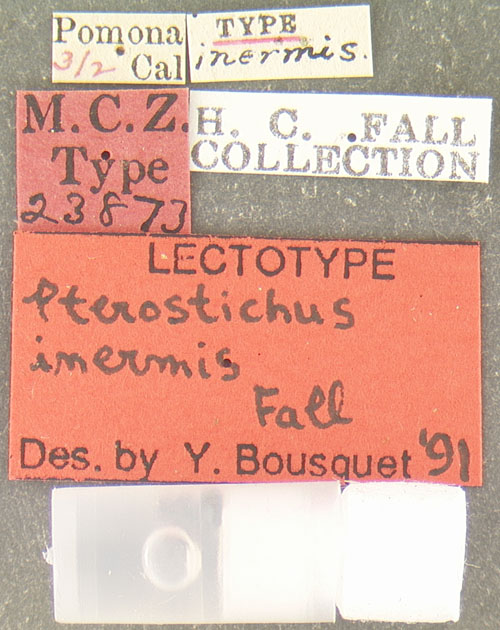 Pomona
3/2 Cal
TYPE
inermis.
M.C.Z.
Type
23873
H. C. FALL
COLLECTION
LECTOTYPE
Pterostichus
inermis
Fall
Des. by Y. Bousquet '91